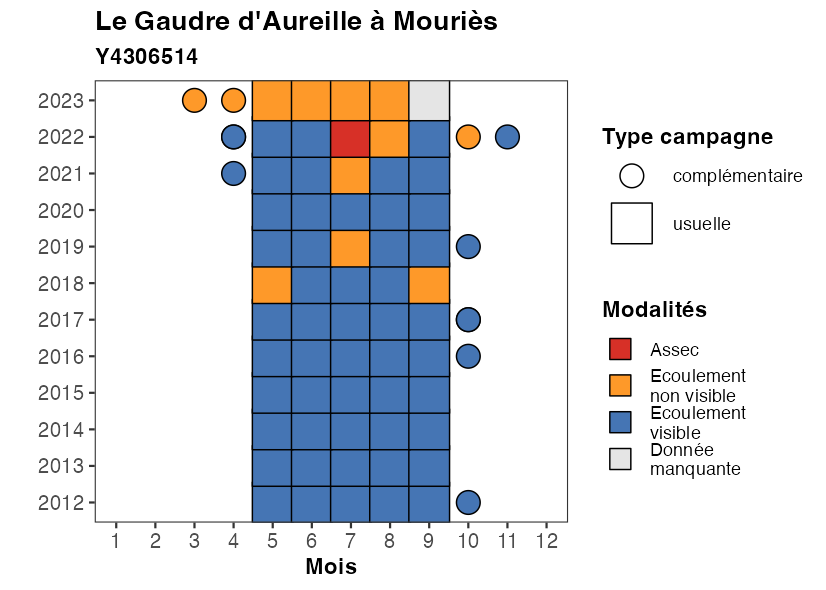 Le Gaudre d'Aureille à Mouriès
Y4306514
2023
2022
2021
2020
2019
2018
2017
2016
2015
2014
2013
2012
1 2 3 4 5 6 7 8 9 10 11 12
Mois
Type campagne
complémentaire
usuelle
Modalités
Assec
Ecoulement
non visible
Ecoulement
visible
Donnée
manquante